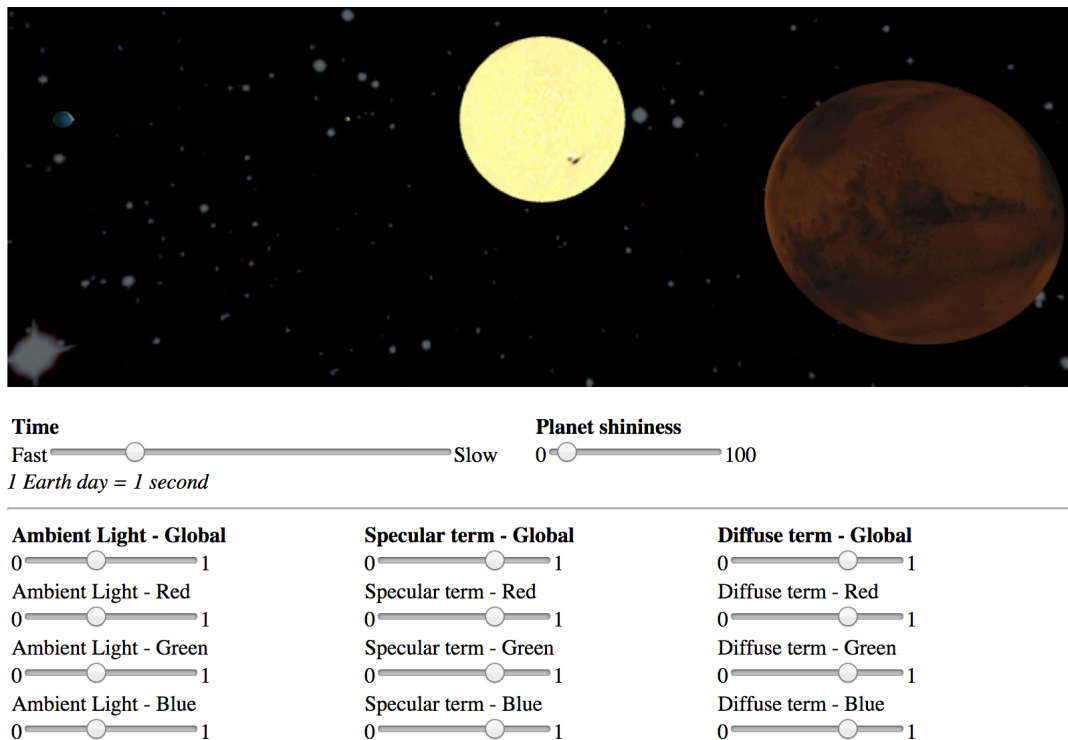 Time Planet shininess
Fast Slow 0 100
1 Earth day = 1 second
Ambient Light - Global Specular term - Global Diffuse term - Global
0 1 0 1 0 1
Ambient Light - Red Specular term - Red Diffuse term - Red
0 1 0 1 0 1
Ambient Light - Green Specular term - Green Diffuse term - Green
0 1 0 1 0 1
Ambient Light - Blue Specular term - Blue Diffuse term - Blue
0 1 0 1 0 1